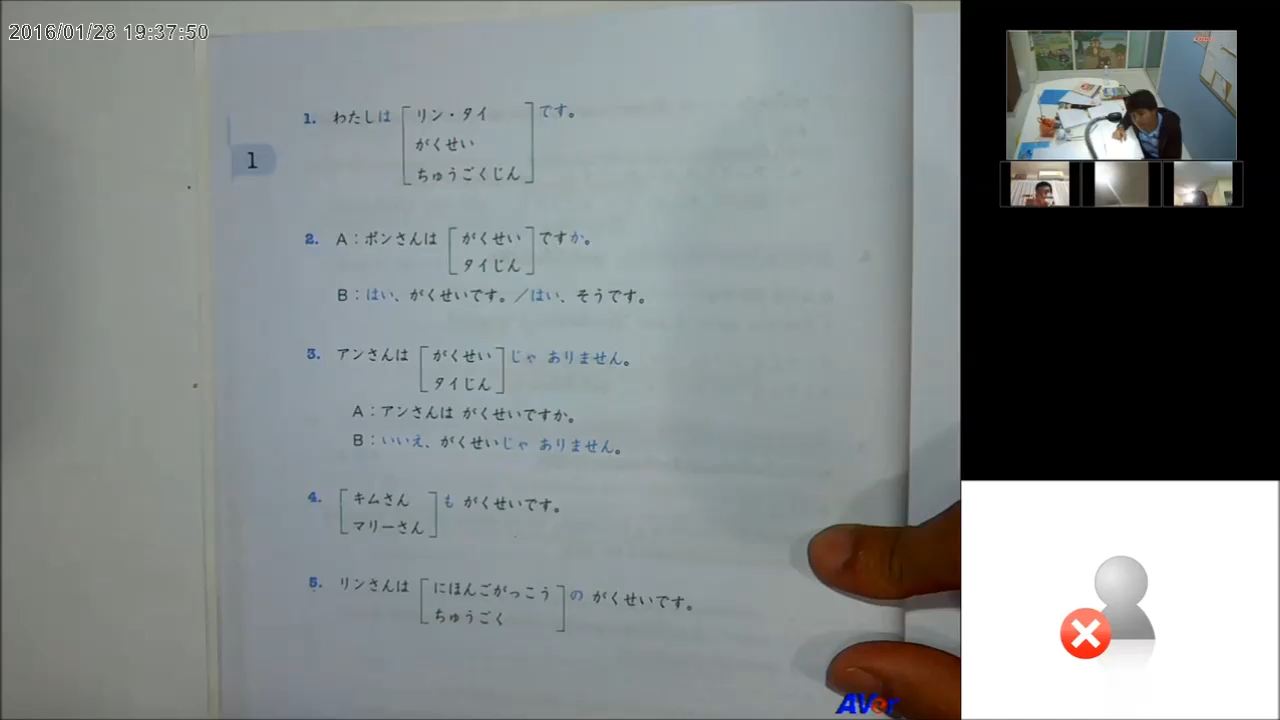 2016/01/28 19:37:50
1
1. わたしは リン・タイ です。
がくせい
ちゅうごくじん
2. A：ポンさんは がくせい ですか。
タイじん
B：はい、がくせいです。／はい、そうです。
3. アンさんは がくせい じゃ ありません。
タイじん
A：アンさんは がくせいですか。
B：いいえ、がくせいじゃ ありません。
4. キムさん も がくせいです。
マリーさん
5. リンさんは にほんごがっこう の がくせいです。
ちゅうごく
AVer